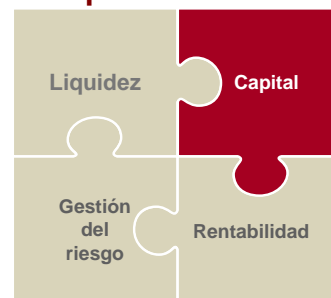 Liquidez
Capital
Gestión
del
riesgo
Rentabilidad